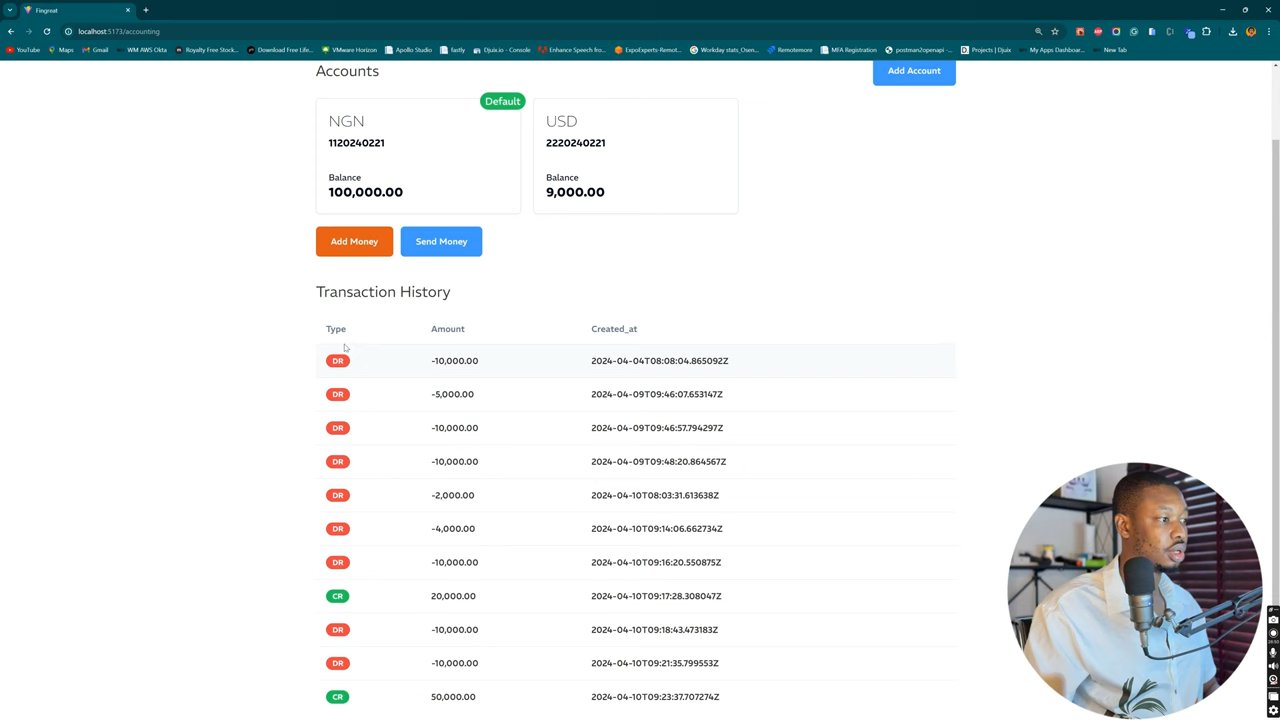 Fingreat
localhost:5173/accounting
YouTube Maps Gmail WM AWS Okta Royalty Free Stock... Download Free Life... VMware Horizon Apollo Studio fastly Djuix.io - Console Enhance Speech fro... ExpoExperts-Remot... Workday stats_Osen... Remotemore MFA Registration postman2openapi -... Projects | Djuix My Apps Dashboar... New Tab
Accounts
Add Account
Default
NGN
1120240221
Balance
100,000.00
USD
2220240221
Balance
9,000.00
Add Money
Send Money
Transaction History
Type Amount Created_at
DR -10,000.00 2024-04-04T08:08:04.865092Z
DR -5,000.00 2024-04-09T09:46:07.653147Z
DR -10,000.00 2024-04-09T09:46:57.794297Z
DR -10,000.00 2024-04-09T09:48:20.864567Z
DR -2,000.00 2024-04-10T08:03:31.613638Z
DR -4,000.00 2024-04-10T09:14:06.662734Z
DR -10,000.00 2024-04-10T09:16:20.550875Z
CR 20,000.00 2024-04-10T09:17:28.308047Z
DR -10,000.00 2024-04-10T09:18:43.473183Z
DR -10,000.00 2024-04-10T09:21:35.799553Z
CR 50,000.00 2024-04-10T09:23:37.707274Z